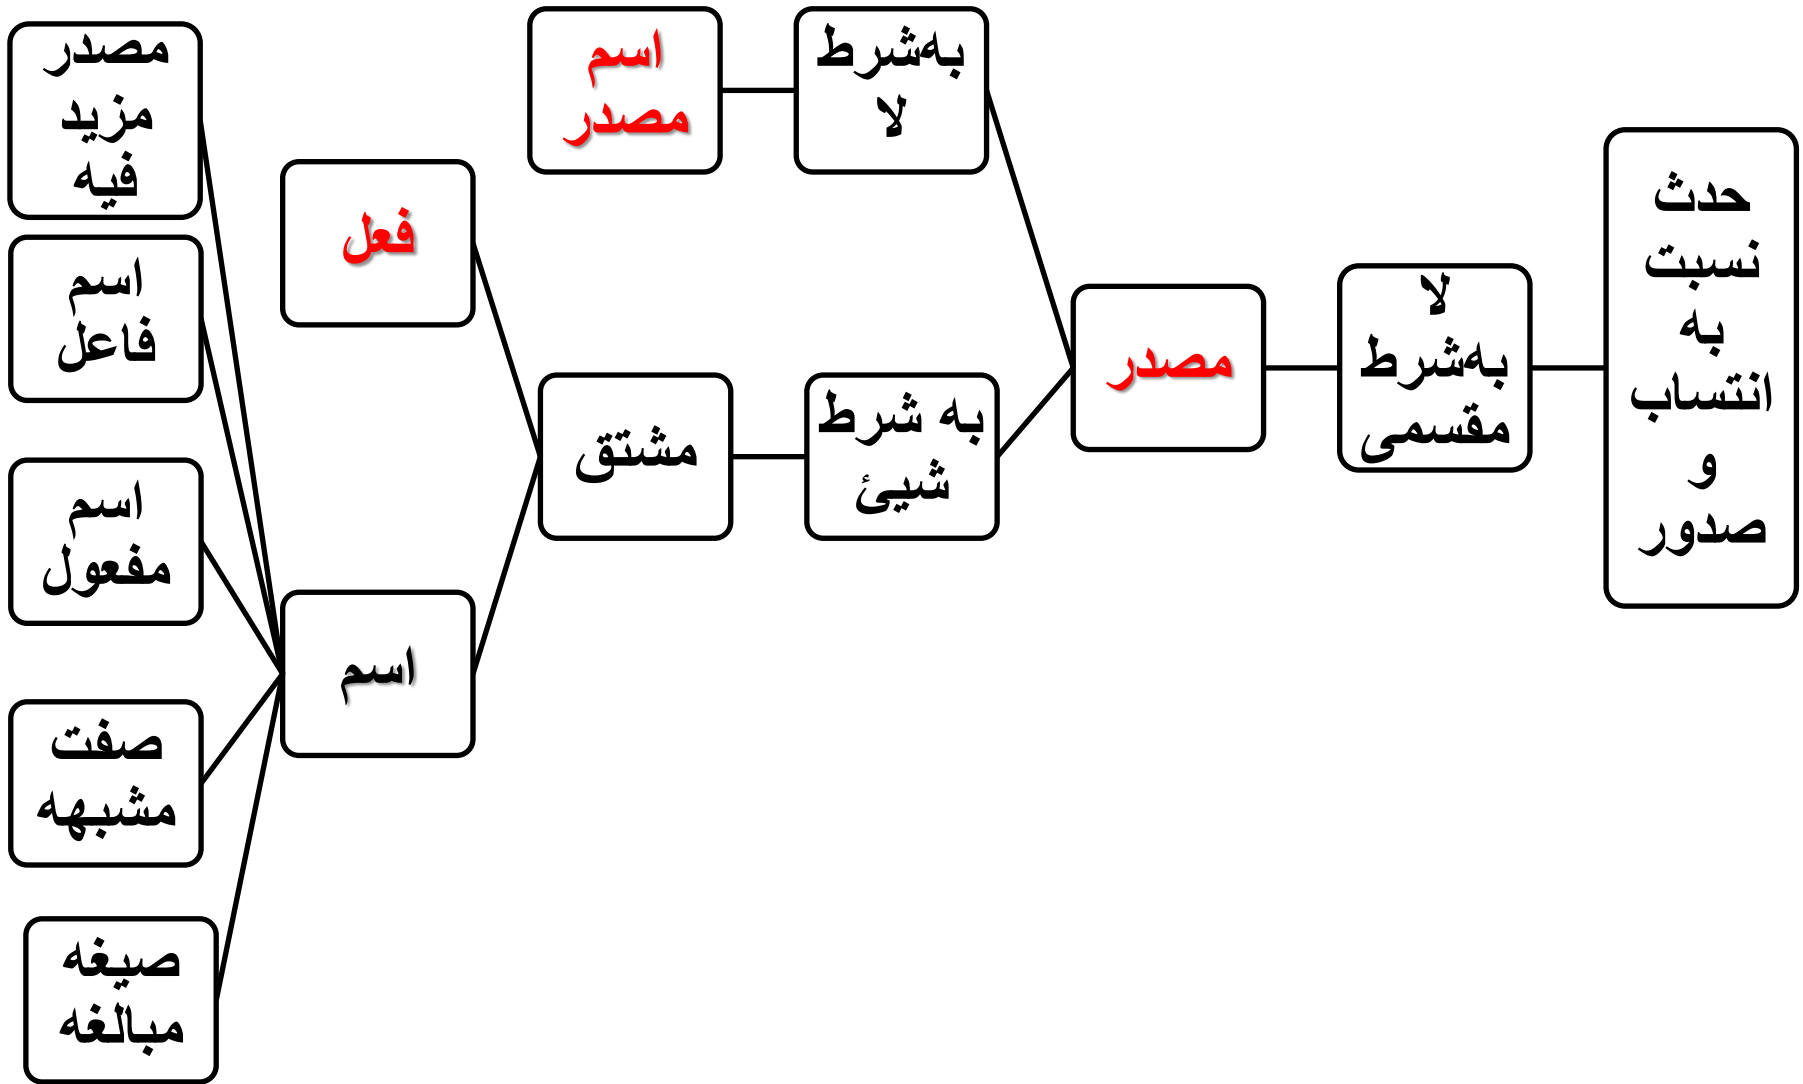 حدث
نسبت
به
انتساب
و
صدور
لا
به‌شرط
مقسمی
مصدر
به‌شرط
لا
اسم
مصدر
به شرط
شیئ
مشتق
فعل
اسم
مصدر
مزید
فیه
اسم
فاعل
اسم
مفعول
صفت
مشبهه
صیغه
مبالغه